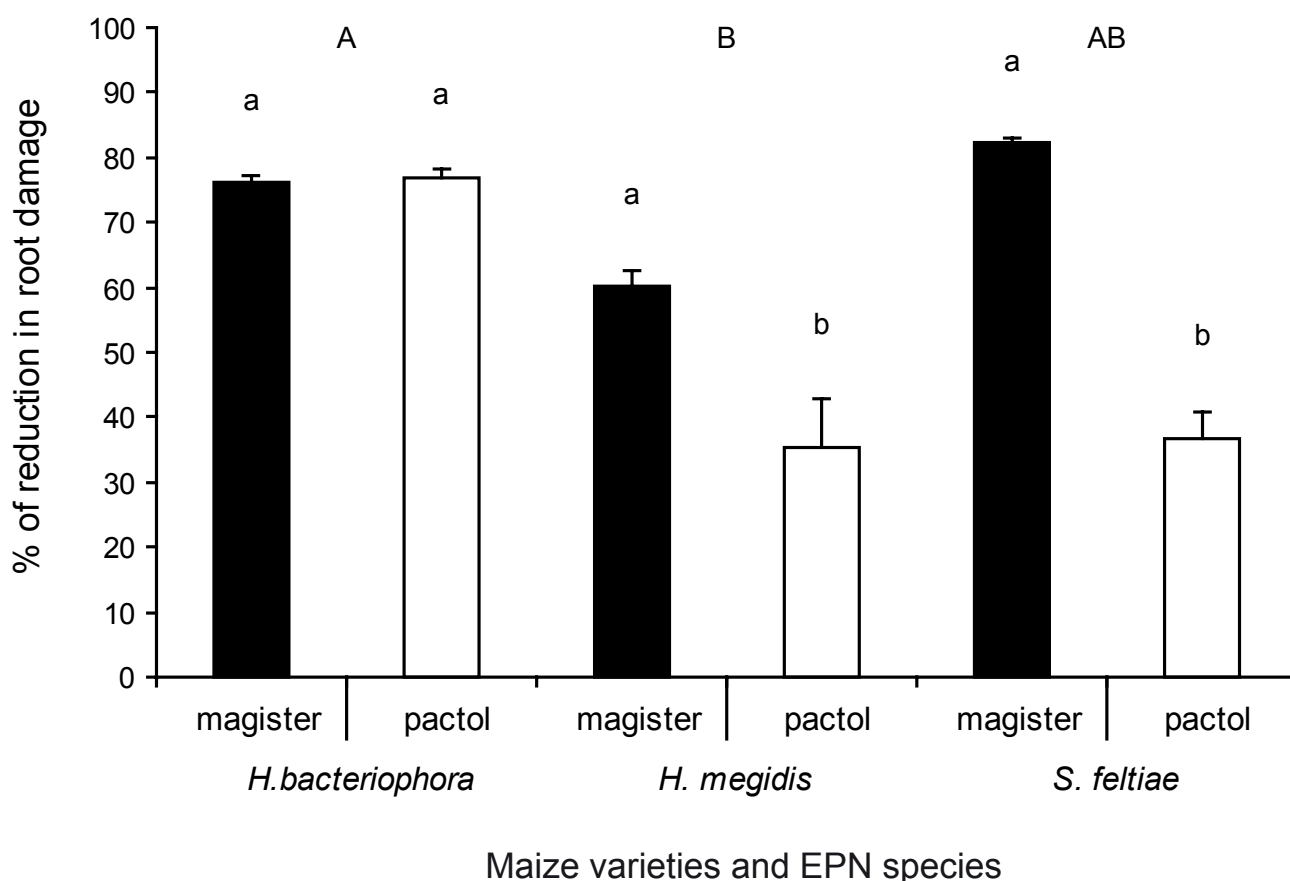 % of reduction in root damage
100
90
80
70
60
50
40
30
20
10
0
A B AB
a a a b a b
magister pactol magister pactol magister pactol
H.bacteriophora H. megidis S. feltiae
Maize varieties and EPN species